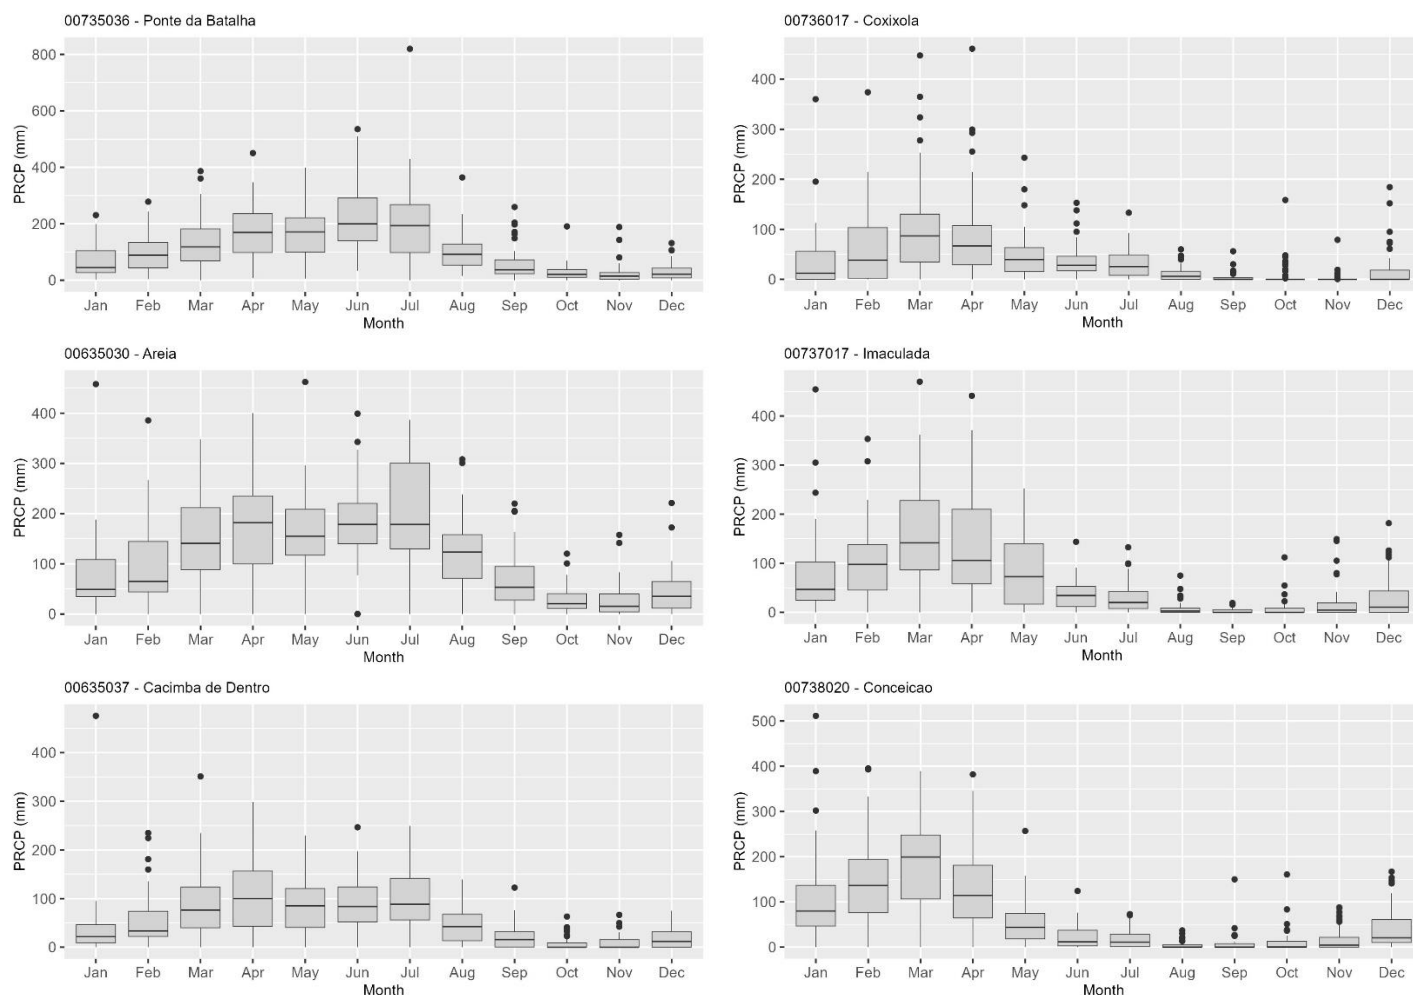 00735036 - Ponte da Batalha
PRCP (mm)
800
600
400
200
0
Jan Feb Mar Apr May Jun Jul Aug Sep Oct Nov Dec
Month
00736017 - Coxixola
PRCP (mm)
400
300
200
100
0
Jan Feb Mar Apr May Jun Jul Aug Sep Oct Nov Dec
Month
00635030 - Areia
PRCP (mm)
400
300
200
100
0
Jan Feb Mar Apr May Jun Jul Aug Sep Oct Nov Dec
Month
00737017 - Imaculada
PRCP (mm)
400
300
200
100
0
Jan Feb Mar Apr May Jun Jul Aug Sep Oct Nov Dec
Month
00635037 - Cacimba de Dentro
PRCP (mm)
400
300
200
100
0
Jan Feb Mar Apr May Jun Jul Aug Sep Oct Nov Dec
Month
00738020 - Conceicao
PRCP (mm)
500
400
300
200
100
0
Jan Feb Mar Apr May Jun Jul Aug Sep Oct Nov Dec
Month